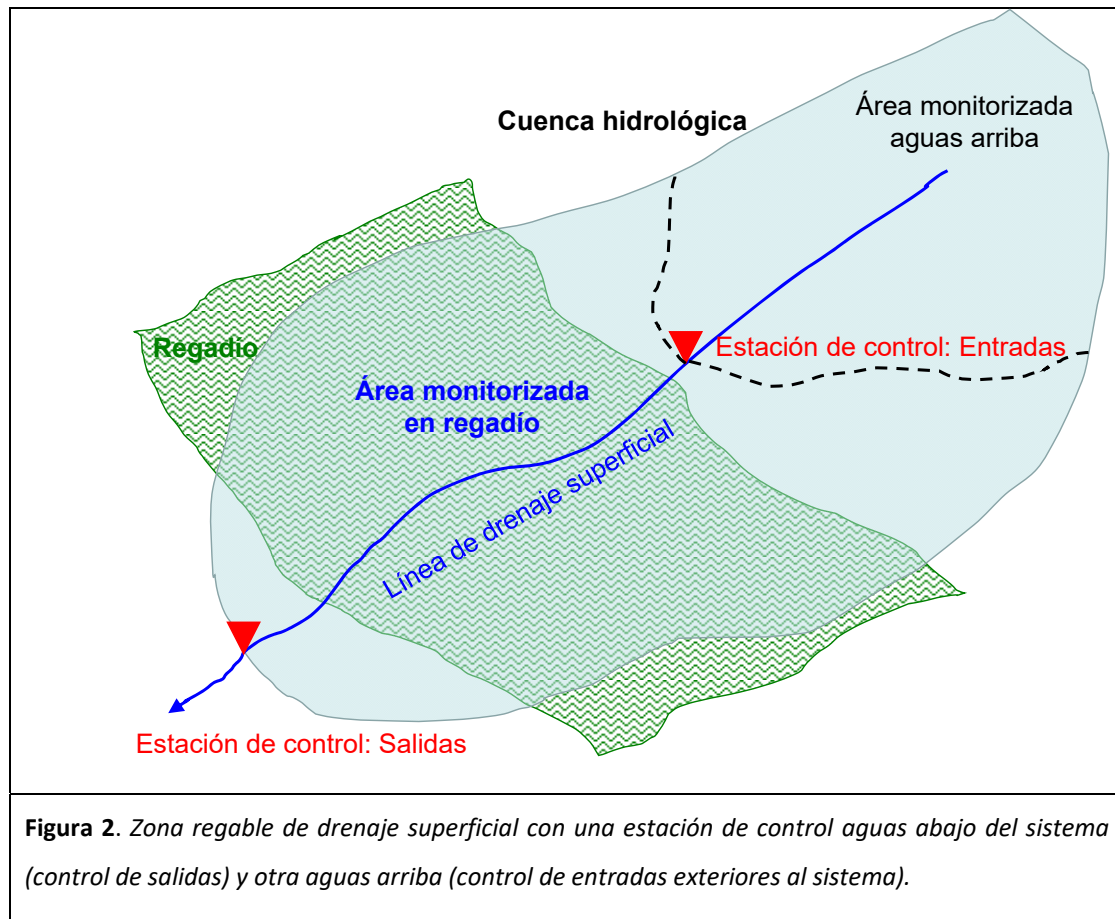 Cuenca hidrológica
Área monitorizada
aguas arriba
Regadío
Estación de control: Entradas
Área monitorizada
en regadío
Línea de drenaje superficial
Estación de control: Salidas
Figura 2. Zona regable de drenaje superficial con una estación de control aguas abajo del sistema
(control de salidas) y otra aguas arriba (control de entradas exteriores al sistema).